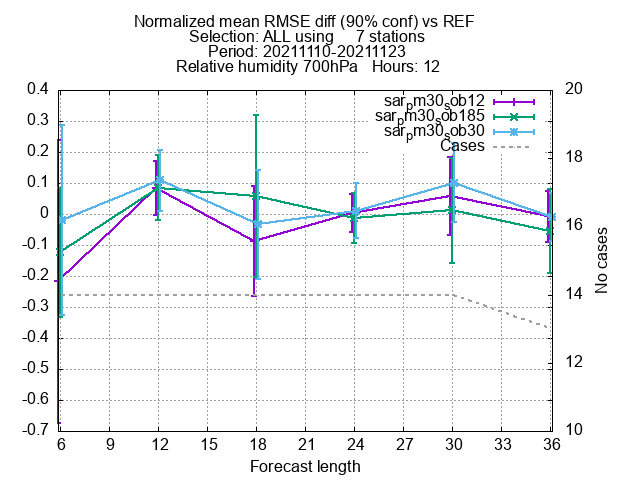 Normalized mean RMSE diff (90% conf) vs REF
Selection: ALL using 7 stations
Period: 20211110-20211123
Relative humidity 700hPa Hours: 12
sar_pm30_sob12
sar_pm30_sob185
sar_pm30_sob30
Cases
0.4
0.3
0.2
0.1
0
-0.1
-0.2
-0.3
-0.4
-0.5
-0.6
-0.7
20
18
16
14
12
10
No cases
6 9 12 15 18 21 24 27 30 33 36
Forecast length